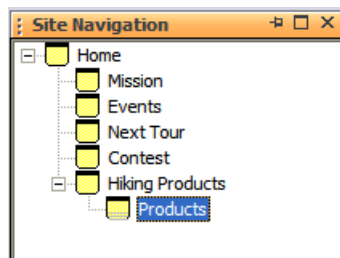 Site Navigation
Home
Mission
Events
Next Tour
Contest
Hiking Products
Products